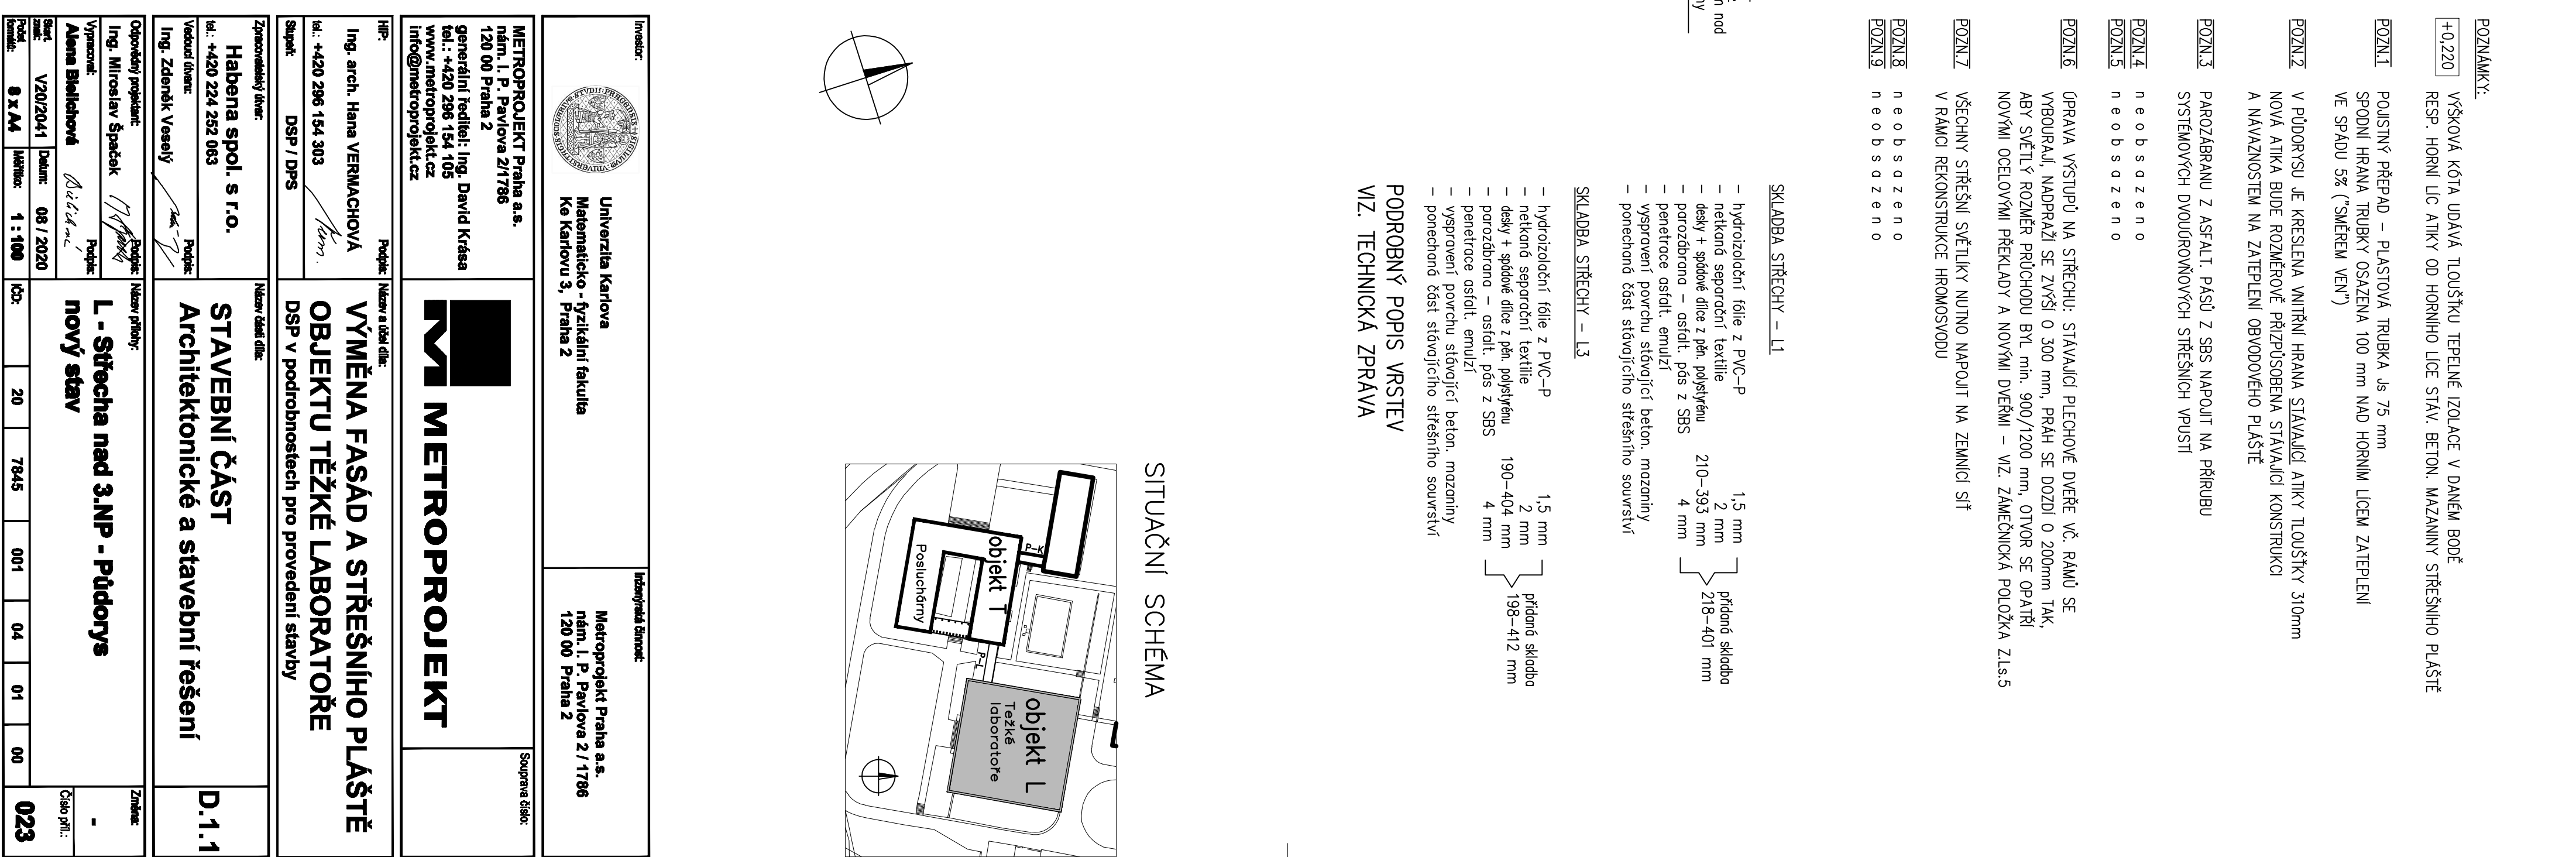 POZNÁMKY:
+0,220 VÝŠKOVÁ KÓTA UDÁVÁ TLOUŠŤKU TEPELNÉ IZOLACE V DANÉM BODĚ
RESP. HORNÍ LÍC ATIKY OD HORNÍHO LÍCE STÁV. BETON. MAZANINY STŘEŠNÍHO PLÁŠTĚ
POZN.1 POJISTNÝ PŘEPAD – PLASTOVÁ TRUBKA Js 75 mm
SPODNÍ HRANA TRUBKY OSAZENA 100 mm NAD HORNÍM LÍCEM ZATEPLENÍ
VE SPÁDU 5% ("SMĚREM VEN")
POZN.2 V PŮDORYSU JE KRESLENA VNITŘNÍ HRANA STÁVAJÍCÍ ATIKY TLOUŠŤKY 310mm
NOVÁ ATIKA BUDE ROZMĚROVĚ PŘIZPŮSOBENA STÁVAJÍCÍ KONSTRUKCI
A NÁVAZNOSTEM NA ZATEPLENÍ OBVODOVÉHO PLÁŠTĚ
POZN.3 PAROZÁBRANU Z ASFALT. PÁSŮ Z SBS NAPOJIT NA PŘÍRUBU
SYSTÉMOVÝCH DVOJÚROVŇOVÝCH STŘEŠNÍCH VPUSTÍ
POZN.4 n e o b s a z e n o
POZN.5 n e o b s a z e n o
POZN.6 ÚPRAVA VÝSTUPŮ NA STŘECHU: STÁVAJÍCÍ PLECHOVÉ DVEŘE VČ. RÁMŮ SE
VYBOURAJÍ, NADPRAŽÍ SE ZVÝŠÍ O 300 mm, PRÁH SE DOZDÍ O 200mm TAK,
ABY SVĚTLÝ ROZMĚR PRŮCHODU BYL min. 900/1200 mm, OTVOR SE OPATŘÍ
NOVÝMI OCELOVÝMI PŘEKLADY A NOVÝMI DVEŘMI – VIZ. ZÁMEČNICKÁ POLOŽKA Z.Ls.5
POZN.7 VŠECHNY STŘEŠNÍ SVĚTLÍKY NUTNO NAPOJIT NA ZEMNÍCÍ SÍŤ
V RÁMCI REKONSTRUKCE HROMOSVODU
POZN.8 n e o b s a z e n o
POZN.9 n e o b s a z e n o
nad
SKLADBA STŘECHY – L1
– hydroizolační fólie z PVC–P 1,5 mm
– netkaná separační textilie 2 mm
– desky + spádové dílce z pěn. polystyrénu 210–393 mm
– parozábrana – asfalt. pás z SBS 4 mm
– penetrace asfalt. emulzí
– vyspravení povrchu stávající beton. mazaniny
– ponechaná část stávajícího střešního souvrství
přidaná skladba
218–401 mm
SKLADBA STŘECHY – L3
– hydroizolační fólie z PVC–P 1,5 mm
– netkaná separační textilie 2 mm
– desky + spádové dílce z pěn. polystyrénu 190–404 mm
– parozábrana – asfalt. pás z SBS 4 mm
– penetrace asfalt. emulzí
– vyspravení povrchu stávající beton. mazaniny
– ponechaná část stávajícího střešního souvrství
přidaná skladba
198–412 mm
PODROBNÝ POPIS VRSTEV
VIZ. TECHNICKÁ ZPRÁVA
SITUAČNÍ SCHÉMA
P–K
objekt T
Posluchárny
P–L
objekt L
Težké
laboratoře
Investor:
Univerzita Karlova
Matematicko - fyzikální fakulta
Ke Karlovu 3, Praha 2
Inženýrská činnost:
Metroprojekt Praha a.s.
nám. I. P. Pavlova 2 / 1786
120 00 Praha 2
METROPROJEKT Praha a.s.
nám. I. P. Pavlova 2/1786
120 00 Praha 2
generální ředitel: Ing. David Krása
tel.: +420 296 154 105
www.metroprojekt.cz
info@metroprojekt.cz
METROPROJEKT
Souprava číslo:
HIP: Podpis:
Ing. arch. Hana VERMACHOVÁ
tel.: +420 296 154 303
Stupeň: DSP / DPS
Název a účel díla:
VÝMĚNA FASÁD A STŘEŠNÍHO PLÁŠTĚ
OBJEKTU TĚŽKÉ LABORATOŘE
DSP v podrobnostech pro provedení stavby
Zpracovatelský útvar:
Habena spol. s r.o.
tel.: +420 224 252 063
Vedoucí útvaru: Podpis:
Ing. Zdeněk Veselý
Název části díla:
STAVEBNÍ ČÁST
Architektonické a stavební řešení
D.1.1
Odpovědný projektant: Podpis:
Ing. Miroslav Špaček
Vypracoval: Podpis:
Alena Bielichová
Skart. znak: V20/2041 Datum: 08 / 2020
Počet formátů: 8 x A4 Měřítko: 1 : 100
Název přílohy:
L - Střecha nad 3.NP - Půdorys
nový stav
Změna:
-
IČD: 20 7845 001 04 01 00
Číslo příl.:
023